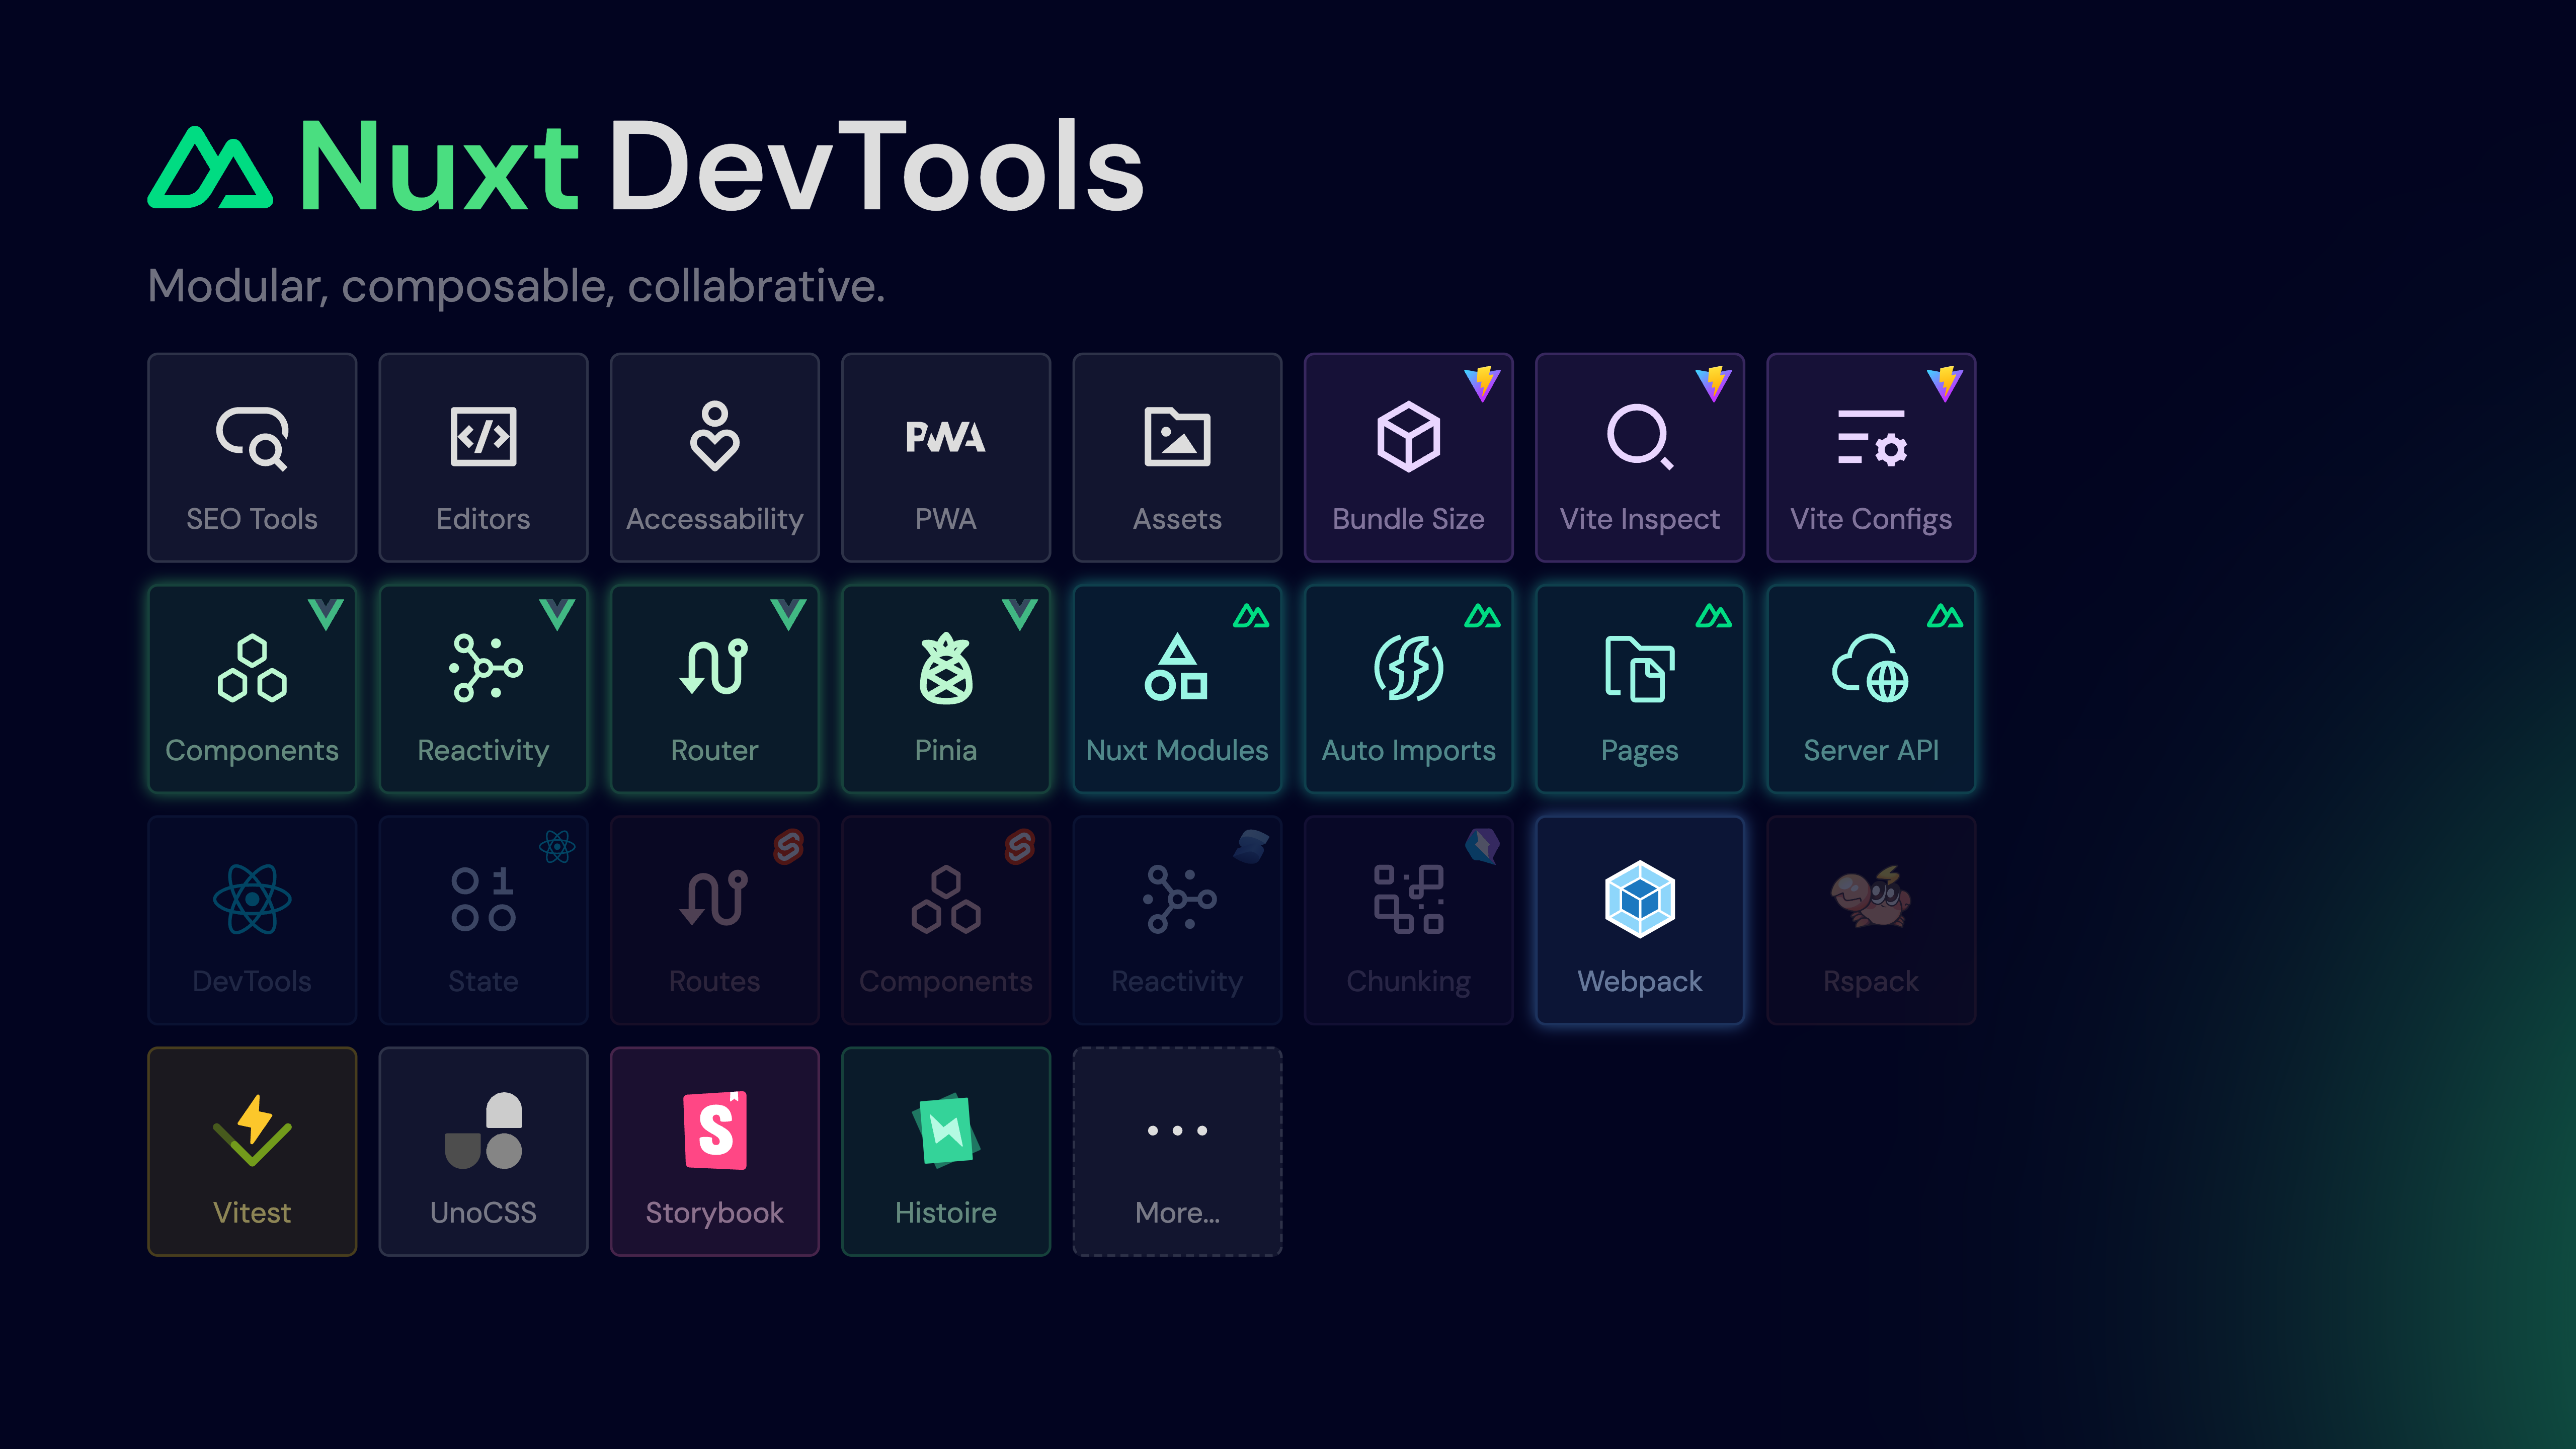 Nuxt DevTools
Modular, composable, collabrative.
SEO Tools
Editors
Accessability
PWA
PWA
Assets
Bundle Size
Vite Inspect
Vite Configs
Components
Reactivity
Router
Pinia
Nuxt Modules
Auto Imports
Pages
Server API
DevTools
State
Routes
Components
Reactivity
Chunking
Webpack
Rspack
Vitest
UnoCSS
S
Storybook
Histoire
More...